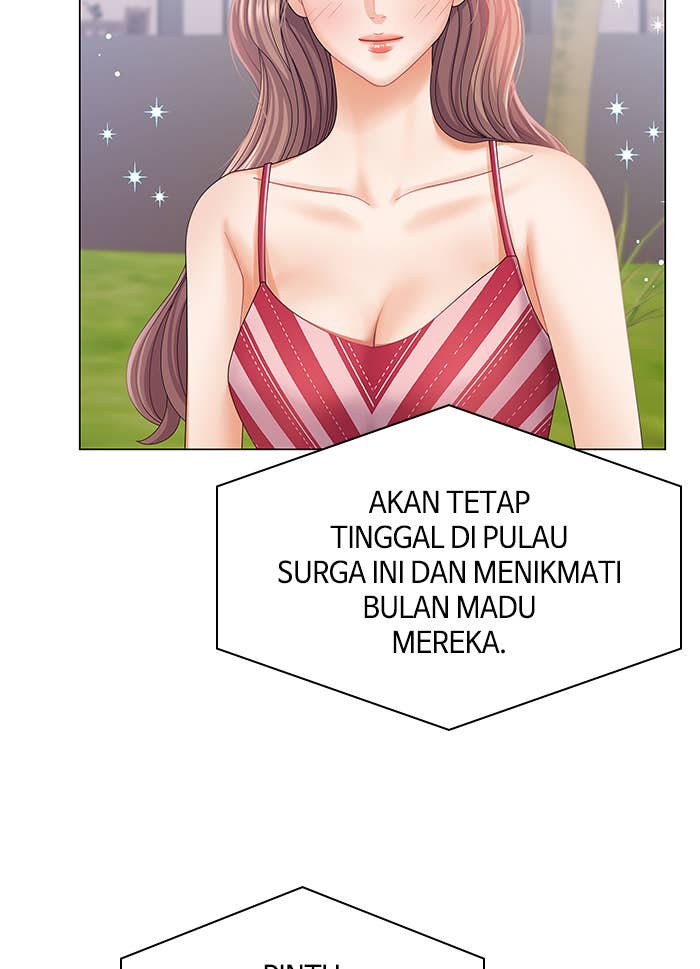 AKAN TETAP
TINGGAL DI PULAU
SURGA INI DAN MENIKMATI
BULAN MADU
MEREKA.